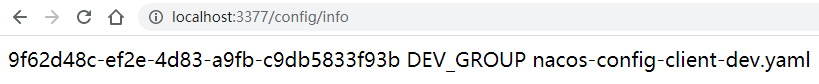 localhost:3377/config/info
9f62d48c-ef2e-4d83-a9fb-c9db5833f93b DEV_GROUP nacos-config-client-dev.yaml